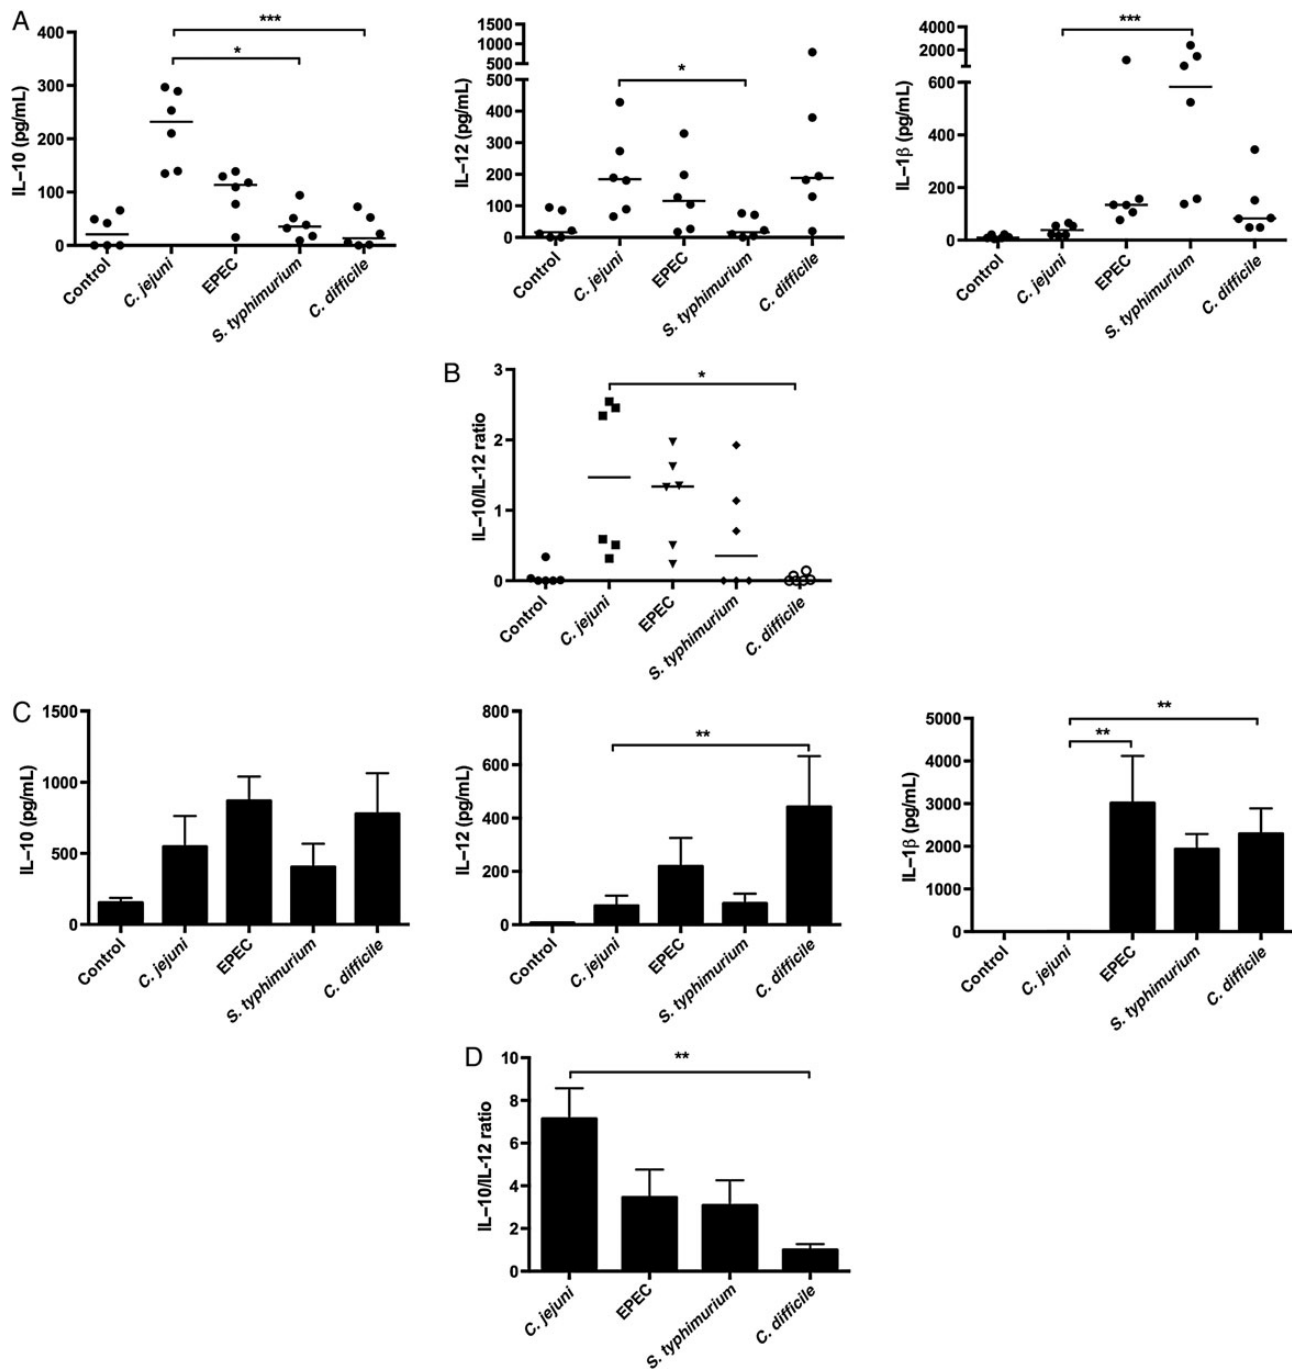 A
IL–10 (pg/mL)
400
300
200
100
0
***
*
Control
C. jejuni
EPEC
S. typhimurium
C. difficile
IL–12 (pg/mL)
1500
1000
500
500
400
300
200
100
0
*
Control
C. jejuni
EPEC
S. typhimurium
C. difficile
IL–1β (pg/mL)
4000
2000
600
400
200
0
***
Control
C. jejuni
EPEC
S. typhimurium
C. difficile
B
IL–10/IL-12 ratio
3
2
1
0
*
Control
C. jejuni
EPEC
S. typhimurium
C. difficile
C
IL–10 (pg/mL)
1500
1000
500
0
Control
C. jejuni
EPEC
S. typhimurium
C. difficile
IL–12 (pg/mL)
800
600
400
200
0
**
Control
C. jejuni
EPEC
S. typhimurium
C. difficile
IL–1β (pg/mL)
5000
4000
3000
2000
1000
0
**
**
Control
C. jejuni
EPEC
S. typhimurium
C. difficile
D
IL–10/IL-12 ratio
10
8
6
4
2
0
**
C. jejuni
EPEC
S. typhimurium
C. difficile